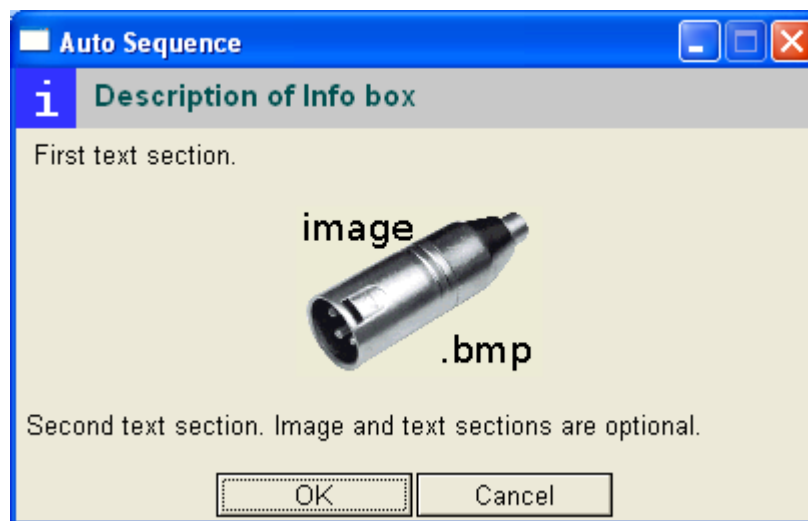 Auto Sequence
i Description of Info box
First text section.
image
.bmp
Second text section. Image and text sections are optional.
OK Cancel